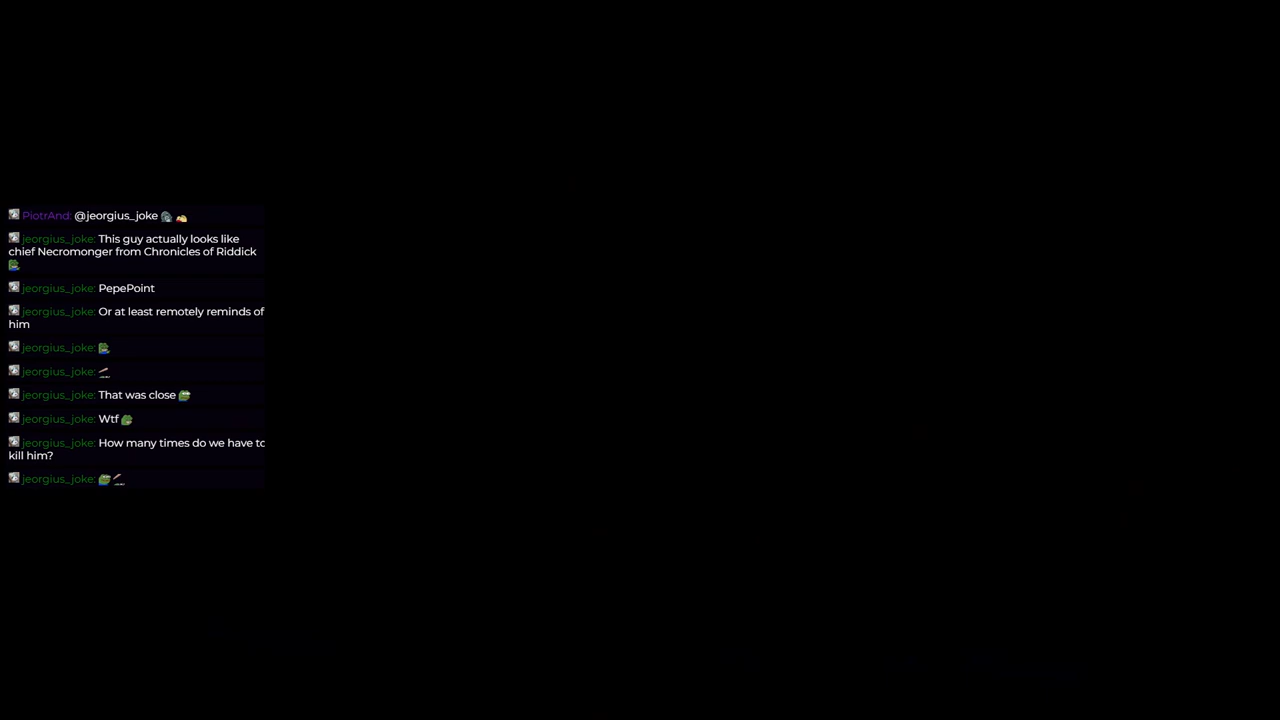 PiotrAnd: @jeorgius_joke
jeorgius_joke: This guy actually looks like
chief Necromonger from Chronicles of Riddick
jeorgius_joke: PepePoint
jeorgius_joke: Or at least remotely reminds of
him
jeorgius_joke:
jeorgius_joke:
jeorgius_joke: That was close
jeorgius_joke: Wtf
jeorgius_joke: How many times do we have to
kill him?
jeorgius_joke: